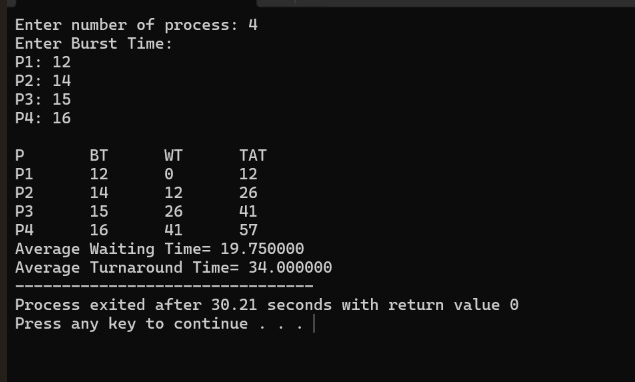 Enter number of process: 4
Enter Burst Time:
P1: 12
P2: 14
P3: 15
P4: 16
P BT WT TAT
P1 12 0 12
P2 14 12 26
P3 15 26 41
P4 16 41 57
Average Waiting Time= 19.750000
Average Turnaround Time= 34.000000
--------------------------------
Process exited after 30.21 seconds with return value 0
Press any key to continue . . .